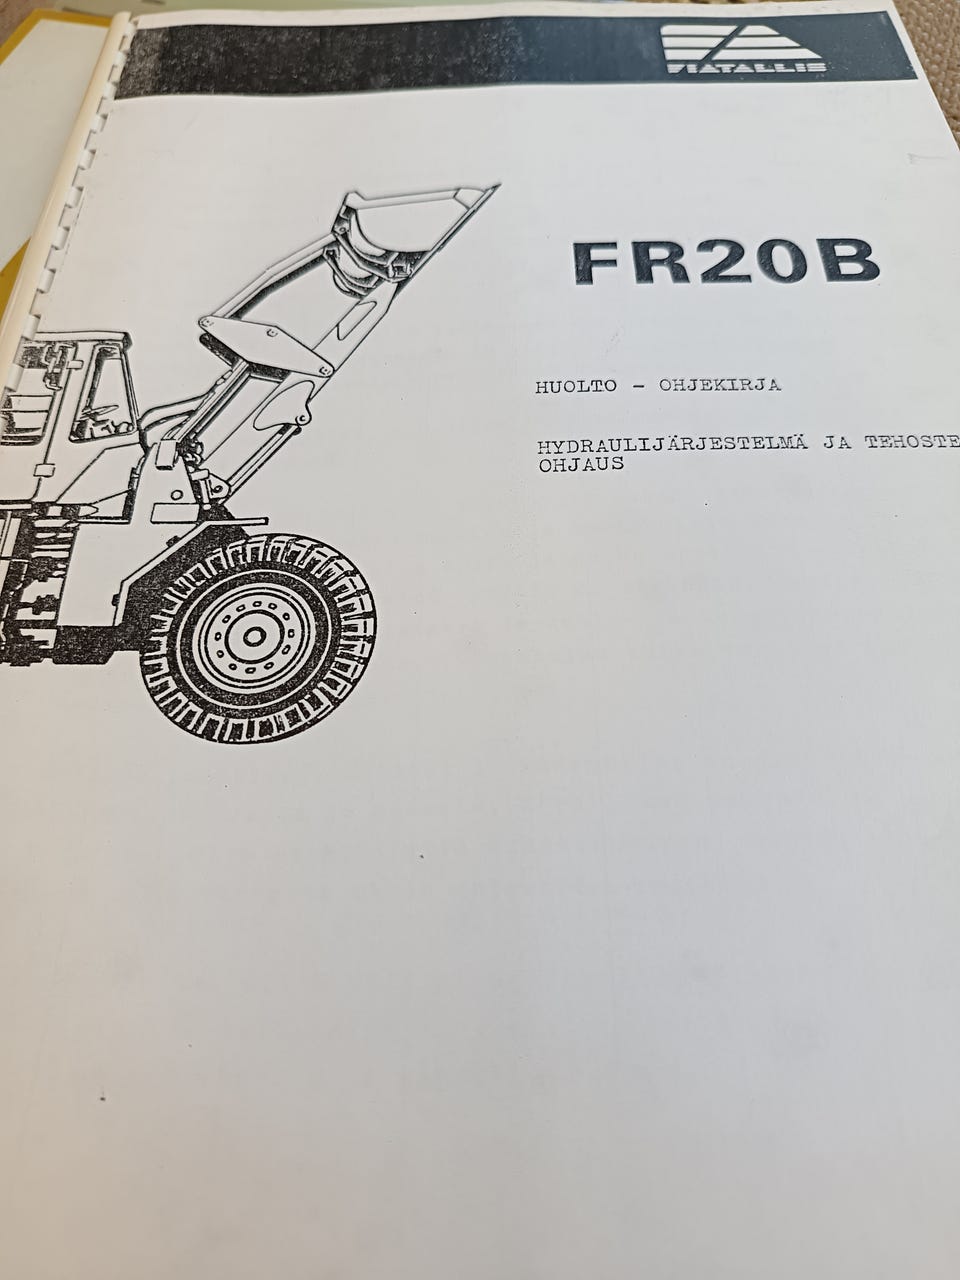 FIATALLIS
FR20B
HUOLTO - OHJEKIRJA
HYDRAULIJÄRJESTELMÄ JA TEHOSTE
OHJAUS